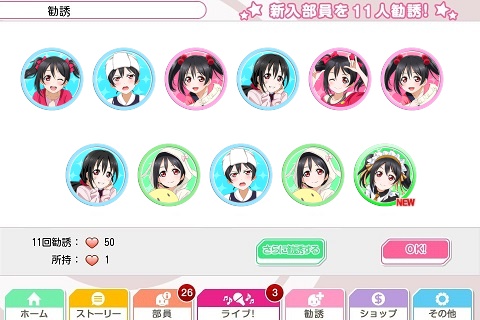 勧誘
新入部員を11人勧誘!
NEW
11回勧誘: 50
所持: 1
さらに勧誘する
OK!
26
3
ホーム
ストーリー
部員
ライブ!
勧誘
ショップ
その他